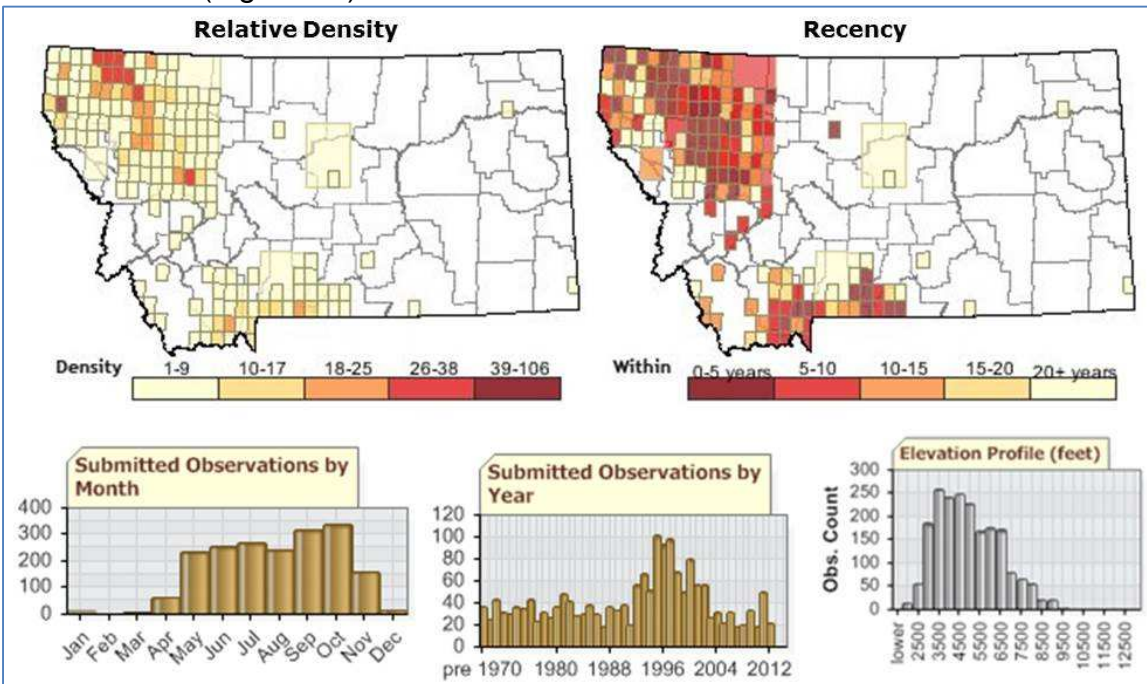 Relative Density
Recency
Density
1-9 10-17 18-25 26-38 39-106
Within
0-5 years 5-10 10-15 15-20 20+ years
Submitted Observations by
Month
400
300
200
100
0
Jan Feb Mar Apr May Jun Jul Aug Sep Oct Nov Dec
Submitted Observations by
Year
120
100
80
60
40
20
0
pre 1970 1980 1988 1996 2004 2012
Elevation Profile (feet)
Obs. Count
300
250
200
150
100
50
0
lower 2500 3500 4500 5500 6500 7500 8500 9500 10500 11500 12500